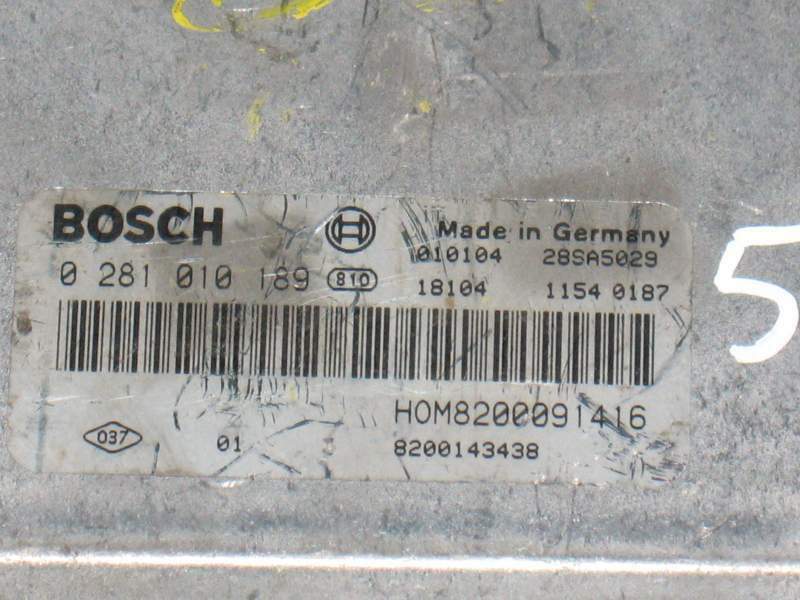 BOSCH H Made in Germany
010104 28SA5029
0 281 010 189 810
18104 1154 0187
HOM8200091416
037 01 3 8200143438
5